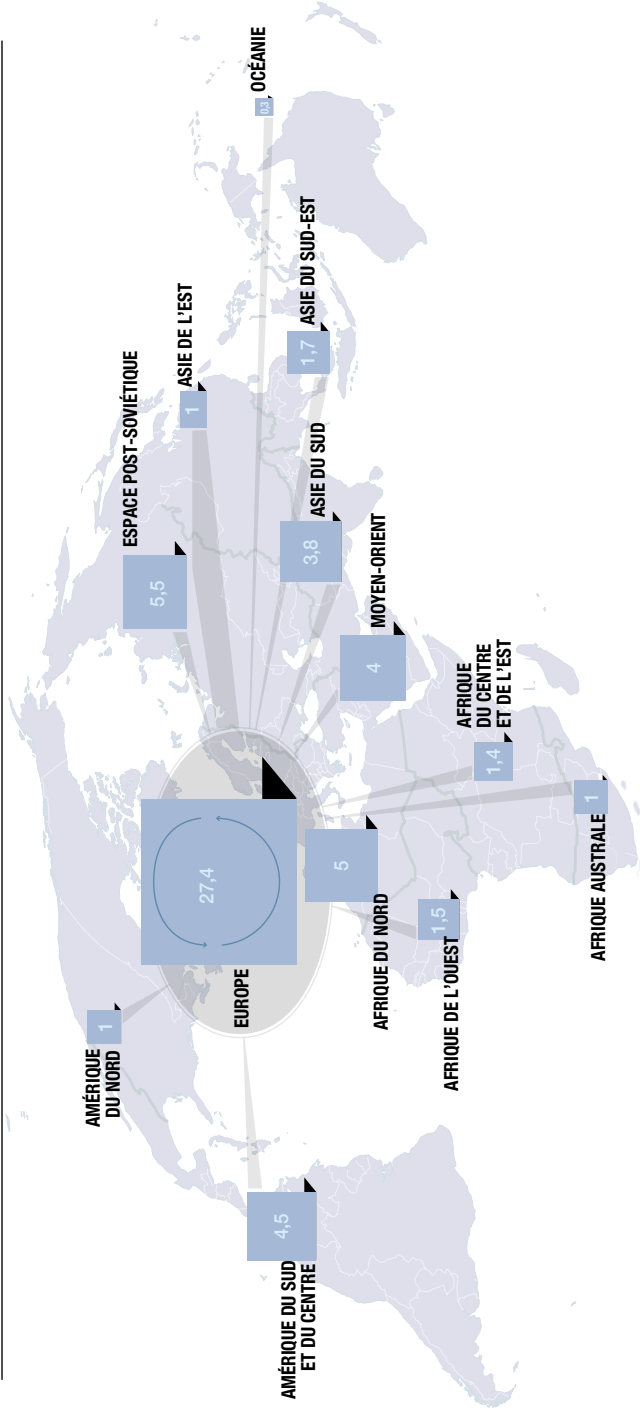 AMÉRIQUE
DU NORD
1
AMÉRIQUE DU SUD
ET DU CENTRE
4,5
EUROPE
27,4
ESPACE POST-SOVIÉTIQUE
5,5
ASIE DE L'EST
1
OCÉANIE
0,3
ASIE DU SUD-EST
1,7
ASIE DU SUD
3,8
MOYEN-ORIENT
4
AFRIQUE DU NORD
5
AFRIQUE DE L'OUEST
1,5
AFRIQUE
DU CENTRE
ET DE L'EST
1,4
AFRIQUE AUSTRALE
1